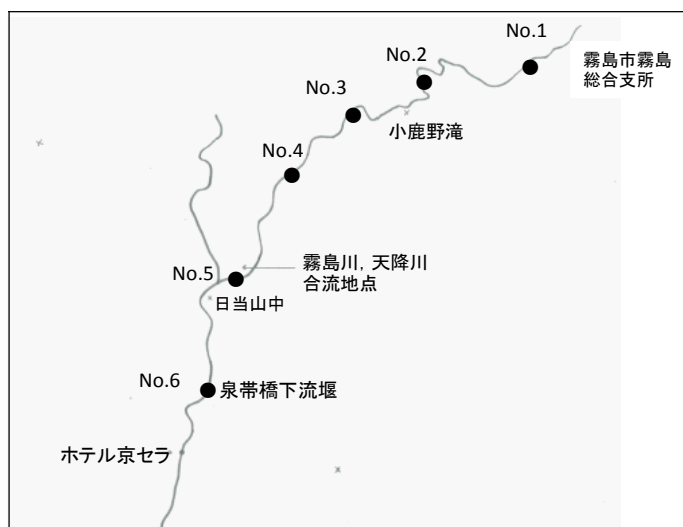 No.1
霧島市霧島
総合支所
No.2
No.3
小鹿野滝
No.4
No.5
霧島川，天降川
合流地点
日当山中
No.6
泉帯橋下流堰
ホテル京セラ